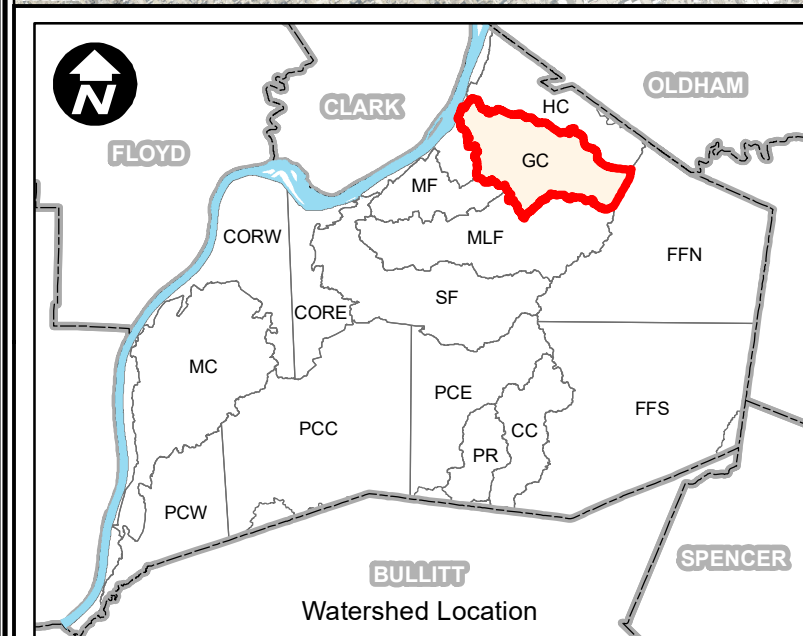 N
OLDHAM
CLARK
HC
FLOYD
GC
MF
CORW
MLF
FFN
SF
CORE
MC
PCE
FFS
PCC
CC
PR
PCW
SPENCER
BULLITT
Watershed Location